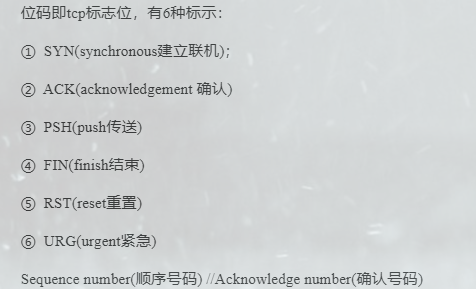 位码即tcp标志位，有6种标示：
① SYN(synchronous建立联机);
② ACK(acknowledgement 确认)
③ PSH(push传送)
④ FIN(finish结束)
⑤ RST(reset重置)
⑥ URG(urgent紧急)
Sequence number(顺序号码) //Acknowledge number(确认号码)